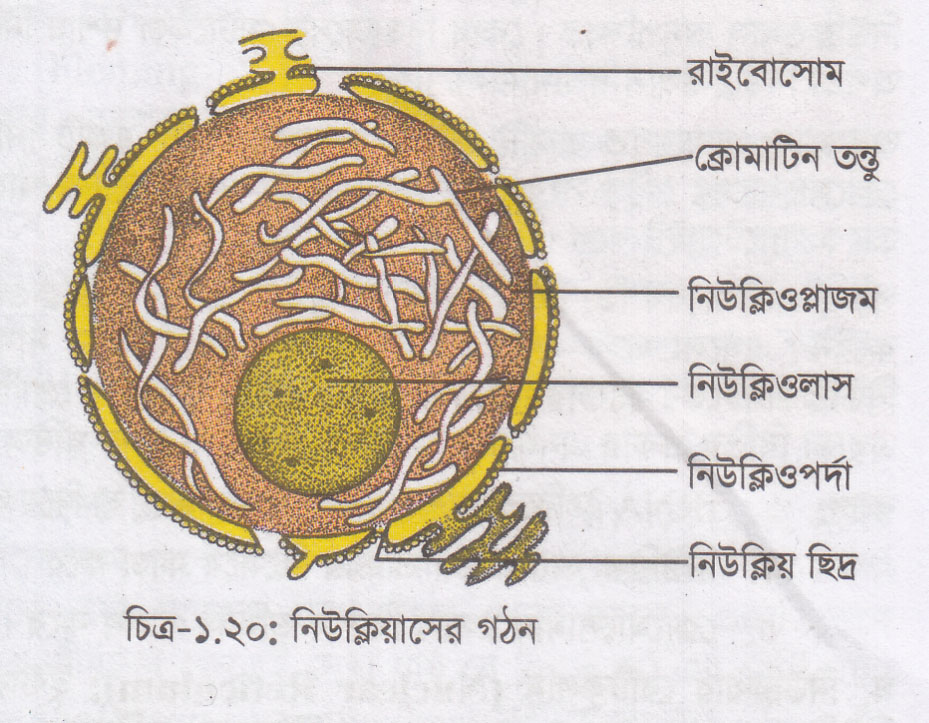 রাইবোসোম
ক্রোমাটিন তন্তু
নিউক্লিওপ্লাজম
নিউক্লিওলাস
নিউক্লিওপর্দা
নিউক্লিয় ছিদ্র
চিত্র-১.২০: নিউক্লিয়াসের গঠন